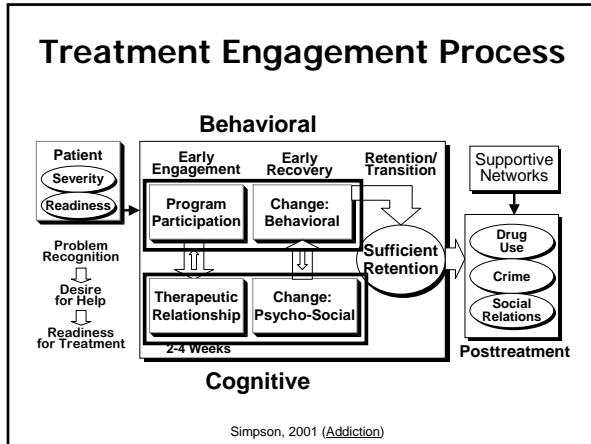 Treatment Engagement Process
Behavioral
Patient
Severity
Readiness
Problem
Recognition
Desire
for Help
Readiness
for Treatment
Early
Engagement
Early
Recovery
Retention/
Transition
Program
Participation
Change:
Behavioral
Therapeutic
Relationship
Change:
Psycho-Social
2-4 Weeks
Sufficient
Retention
Cognitive
Supportive
Networks
Drug
Use
Crime
Social
Relations
Posttreatment
Simpson, 2001 (Addiction)